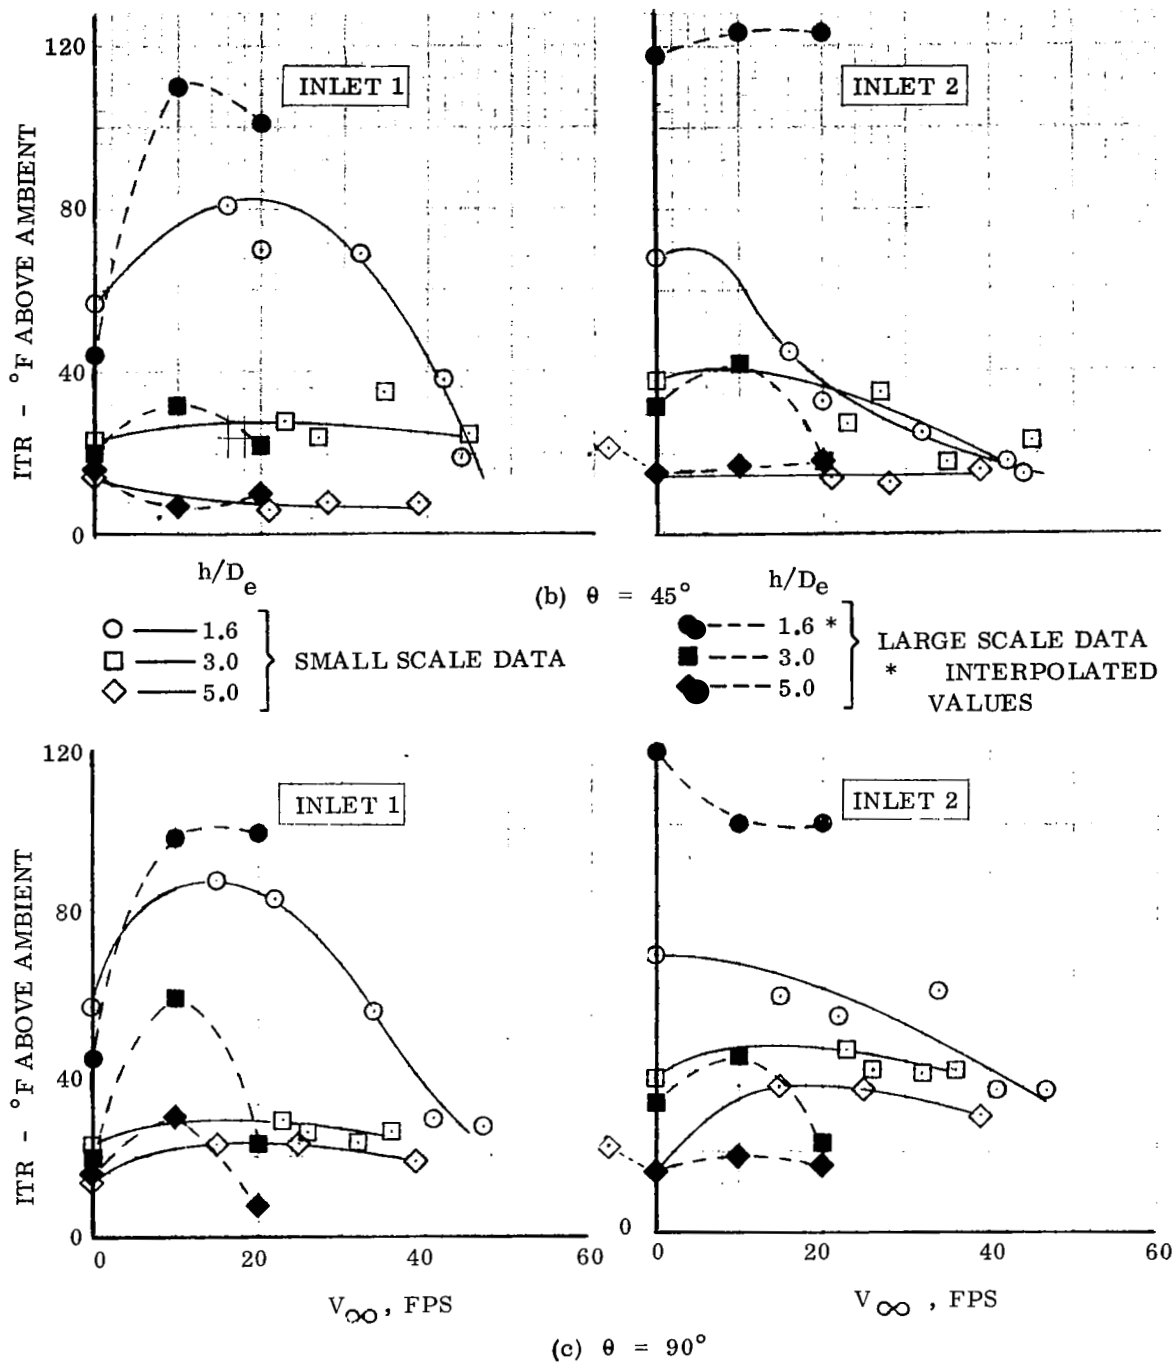 120
INLET 1
INLET 2
80
40
0
ITR - °F ABOVE AMBIENT
(b) θ = 45°
h/De
1.6
3.0
5.0
SMALL SCALE DATA
h/De
1.6 *
3.0
5.0
LARGE SCALE DATA
* INTERPOLATED
VALUES
120
INLET 1
INLET 2
80
40
0
0
ITR - °F ABOVE AMBIENT
0 20 40 60
0 20 40 60
V∞, FPS
V∞, FPS
(c) θ = 90°